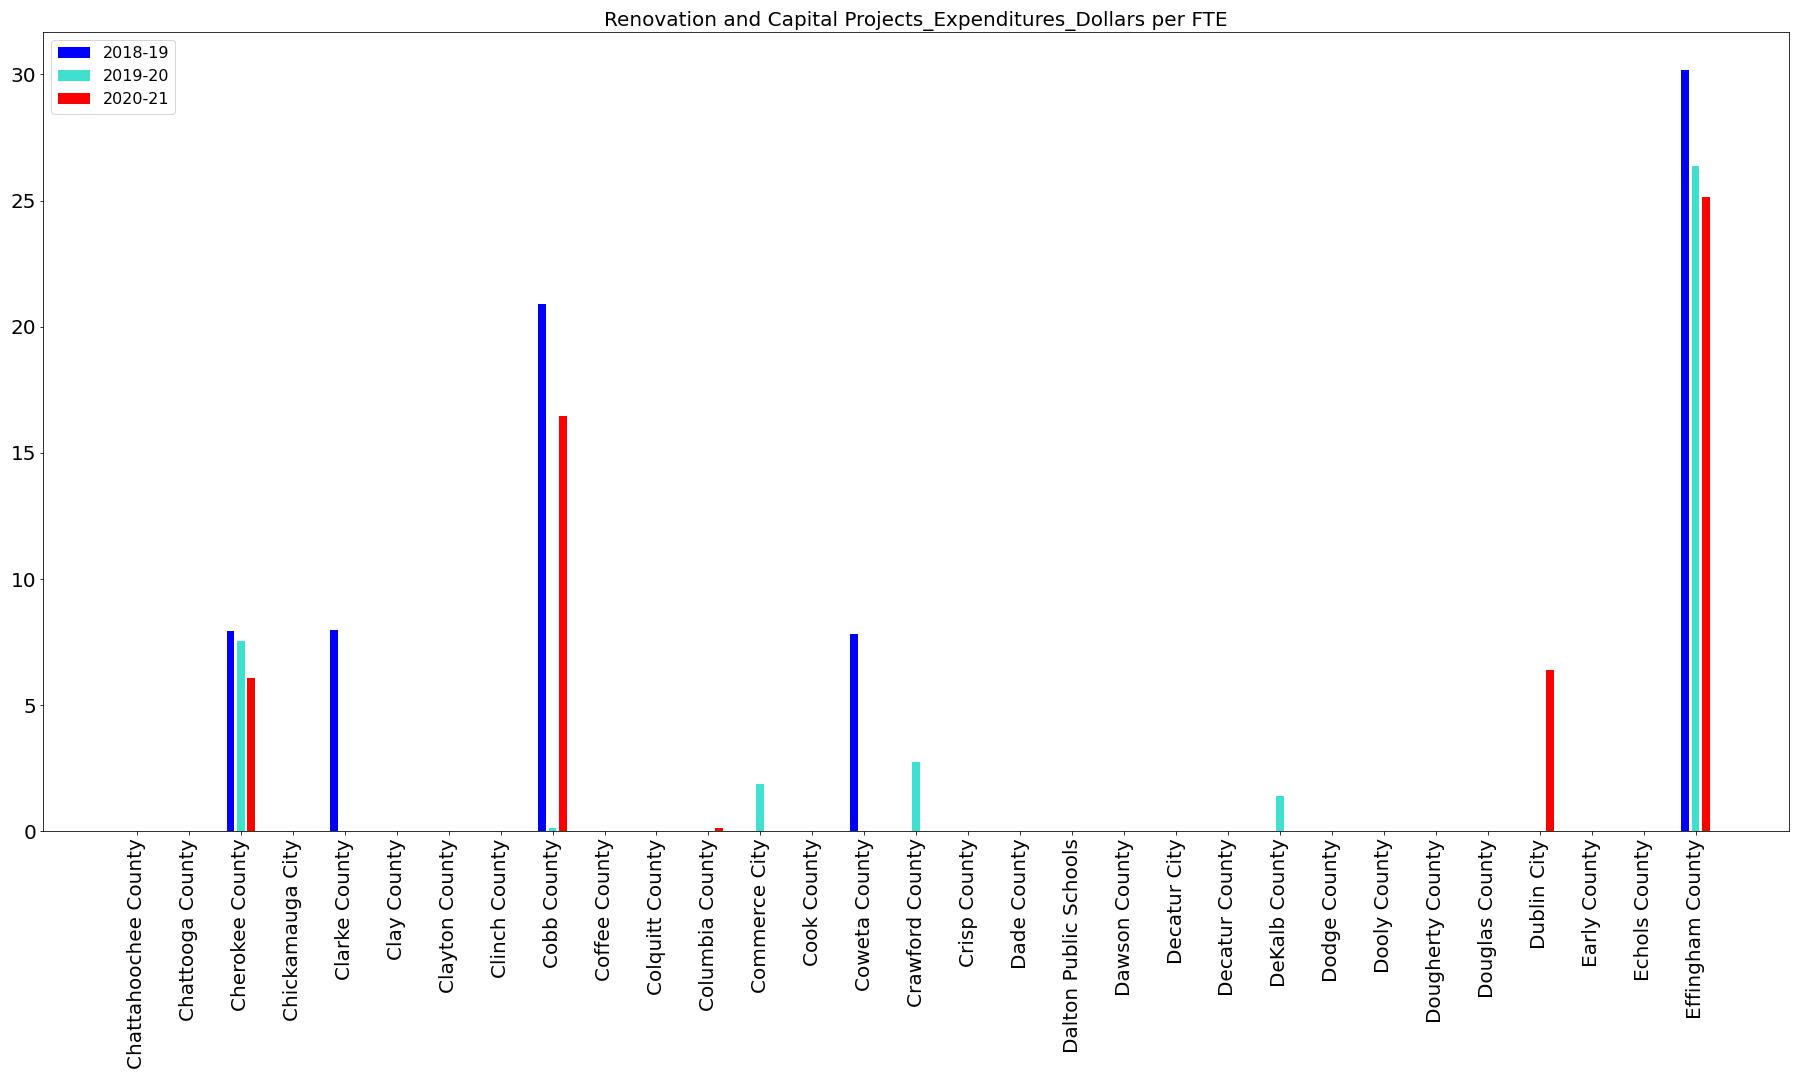 Renovation and Capital Projects_Expenditures_Dollars per FTE
2018-19
2019-20
2020-21
30
25
20
15
10
5
0
Chattahoochee County
Chattooga County
Cherokee County
Chickamauga City
Clarke County
Clay County
Clayton County
Clinch County
Cobb County
Coffee County
Colquitt County
Columbia County
Commerce City
Cook County
Coweta County
Crawford County
Crisp County
Dade County
Dalton Public Schools
Dawson County
Decatur City
Decatur County
DeKalb County
Dodge County
Dooly County
Dougherty County
Douglas County
Dublin City
Early County
Echols County
Effingham County